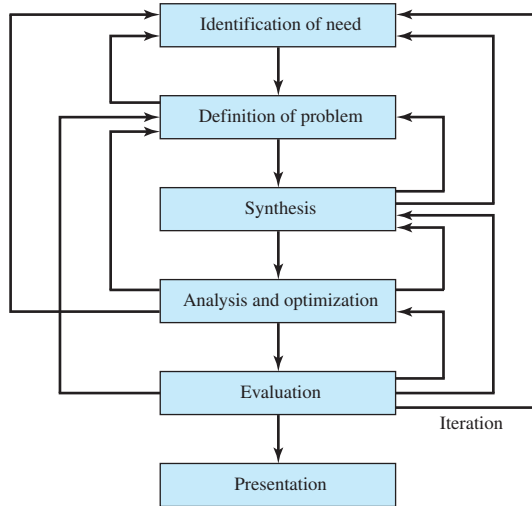 Identification of need
Definition of problem
Synthesis
Analysis and optimization
Evaluation
Iteration
Presentation